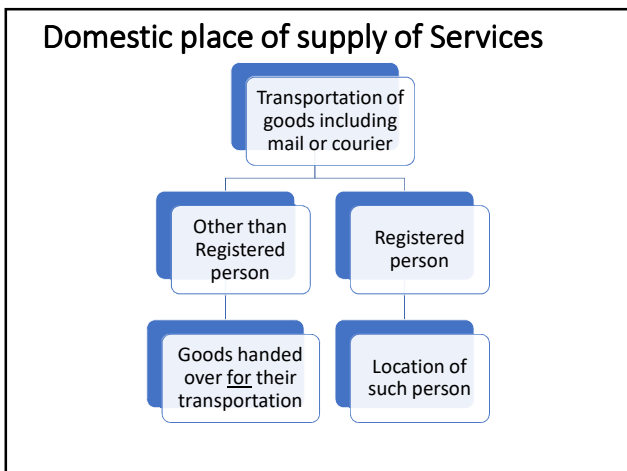 Domestic place of supply of Services
Transportation of
goods including
mail or courier
Other than
Registered
person
Registered
person
Goods handed
over for their
transportation
Location of
such person